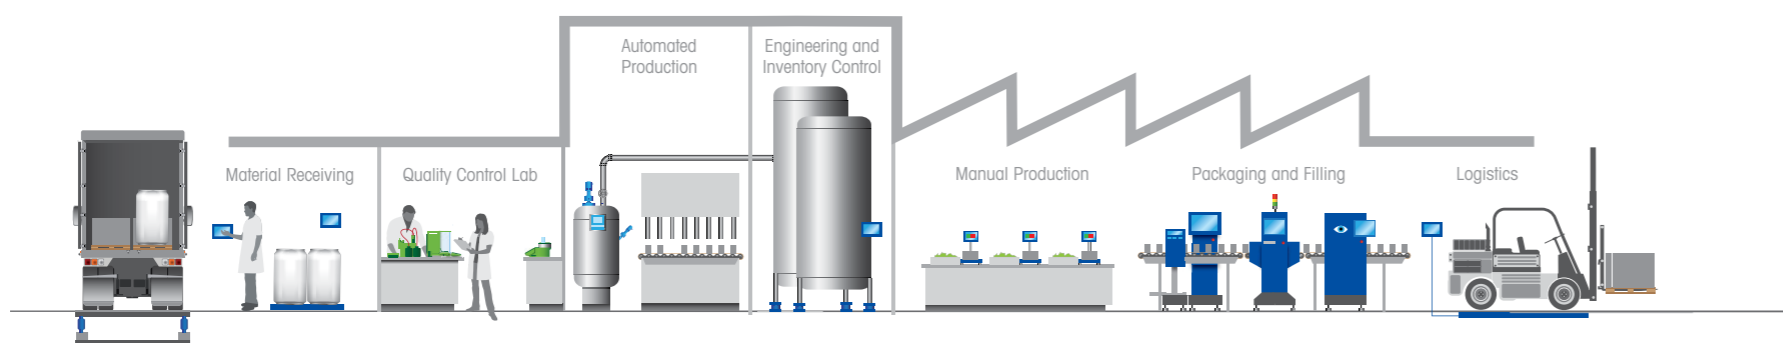 Automated
Production
Engineering and
Inventory Control
Material Receiving
Quality Control Lab
Manual Production
Packaging and Filling
Logistics